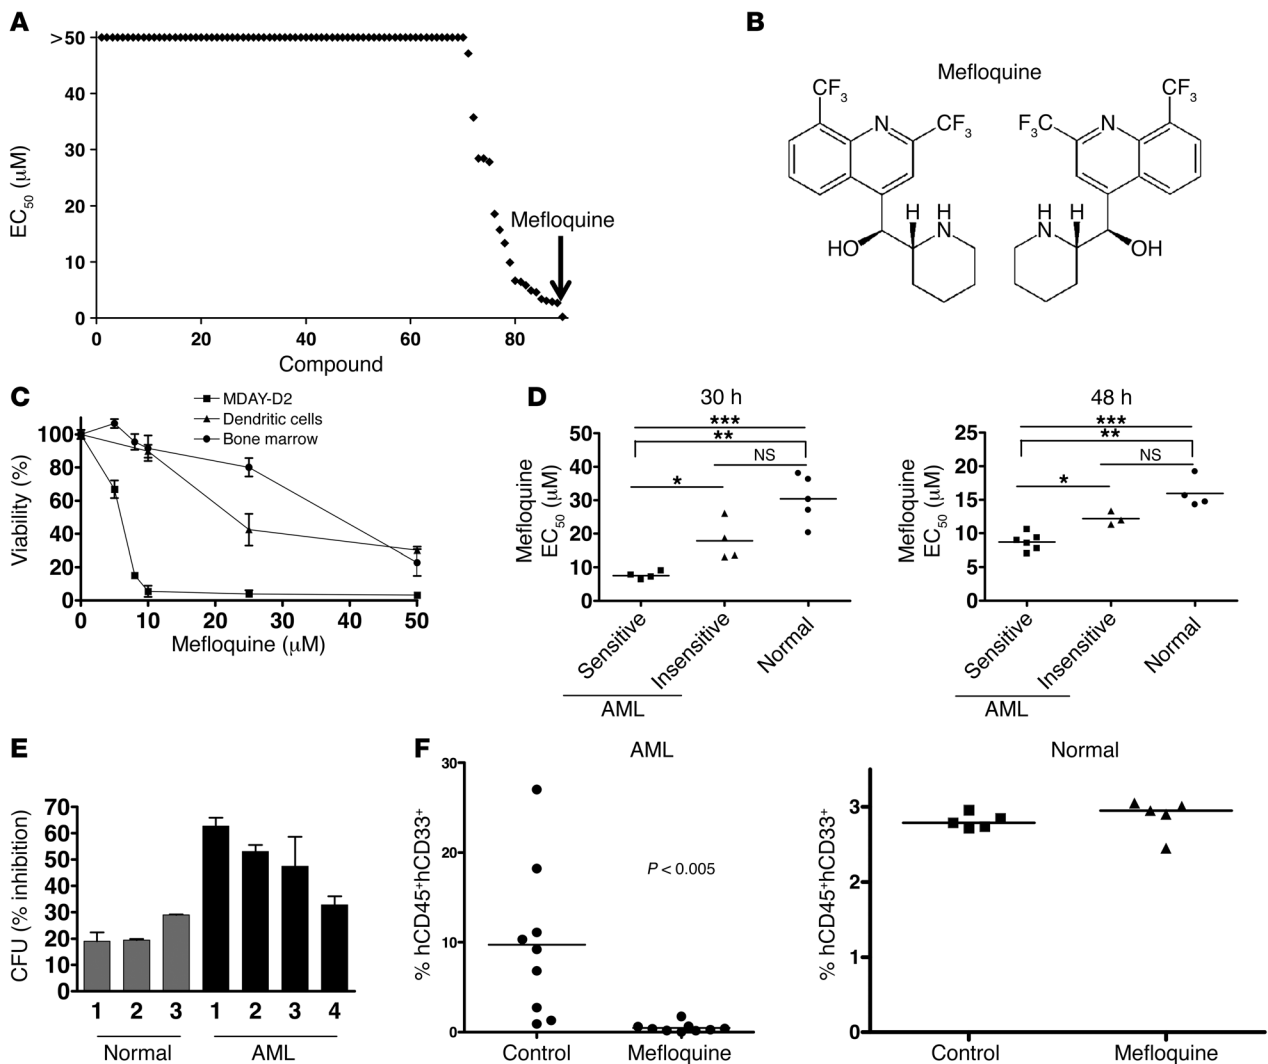 A
>50
40
30
20
10
0
EC50 (μM)
Mefloquine
0 20 40 60 80
Compound
B
Mefloquine
CF3 CF3
N CF3 F3C N
H H H H
N N
HO OH
C
MDAY-D2
Dendritic cells
Bone marrow
100
80
60
40
20
0
Viability (%)
0 10 20 30 40 50
Mefloquine (μM)
D
30 h
***
**
NS
*
50
40
30
20
10
0
Mefloquine
EC50 (μM)
Sensitive
Insensitive
Normal
AML
48 h
***
**
NS
*
25
20
15
10
5
0
Mefloquine
EC50 (μM)
Sensitive
Insensitive
Normal
AML
E
70
60
50
40
30
20
10
0
CFU (% inhibition)
1 2 3 1 2 3 4
Normal AML
F
AML
30
20
10
0
% hCD45+hCD33+
P < 0.005
Control Mefloquine
Normal
3
2
1
0
% hCD45+hCD33+
Control Mefloquine